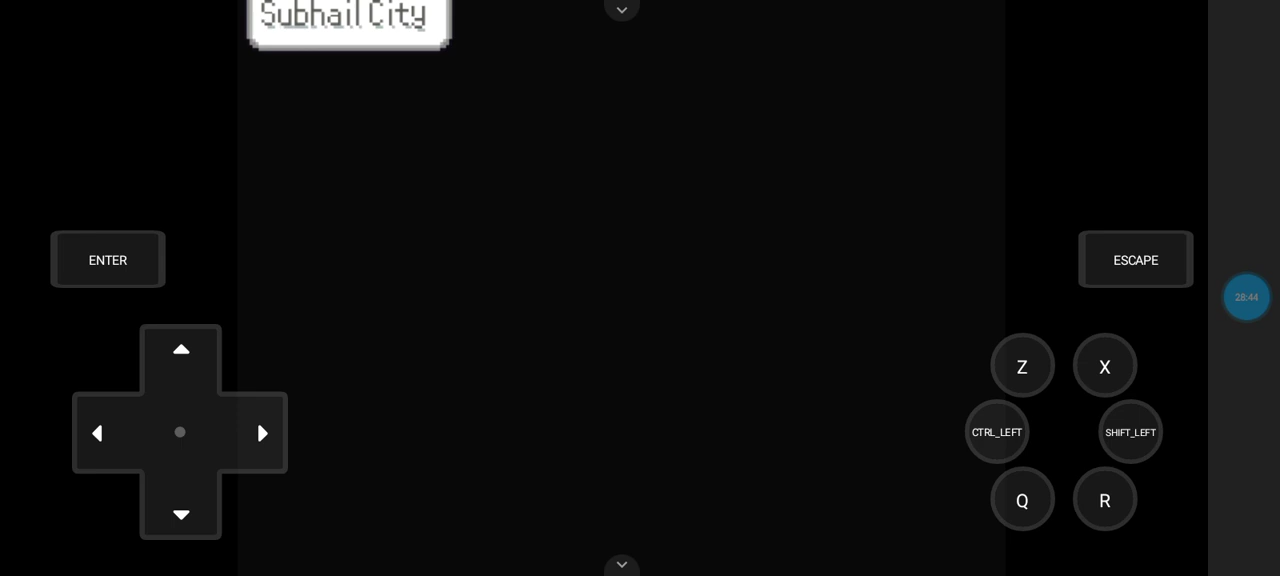 Subhail City
ENTER
ESCAPE
28:44
Z
X
CTRL_LEFT
SHIFT_LEFT
Q
R